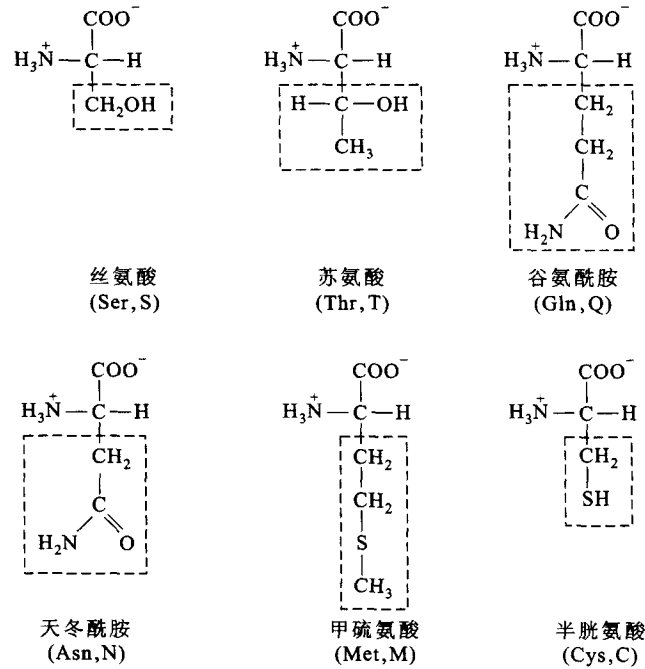 COO⁻ COO⁻ COO⁻
H₃N⁺—C—H H₃N⁺—C—H H₃N⁺—C—H
CH₂OH H—C—OH CH₂
CH₃ CH₂
C
H₂N O
丝氨酸 苏氨酸 谷氨酰胺
(Ser,S) (Thr,T) (Gln,Q)
COO⁻ COO⁻ COO⁻
H₃N⁺—C—H H₃N⁺—C—H H₃N⁺—C—H
CH₂ CH₂ CH₂
C CH₂ SH
H₂N O S
CH₃
天冬酰胺 甲硫氨酸 半胱氨酸
(Asn,N) (Met,M) (Cys,C)